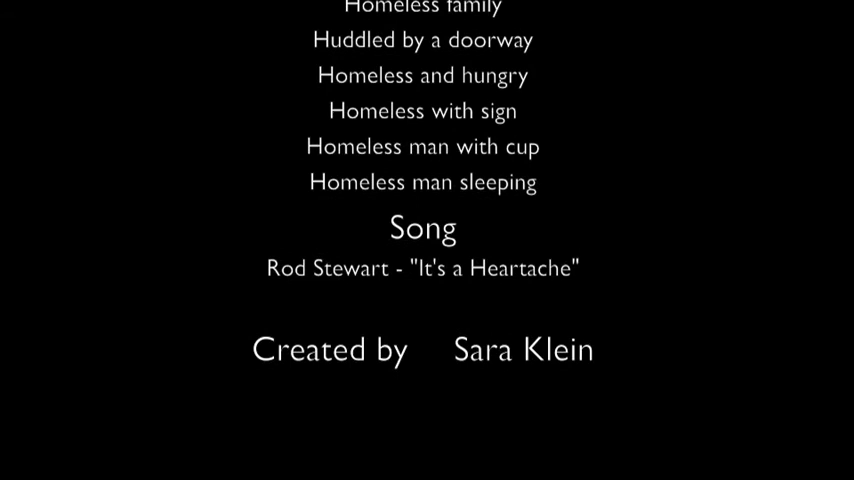 Homeless family
Huddled by a doorway
Homeless and hungry
Homeless with sign
Homeless man with cup
Homeless man sleeping
Song
Rod Stewart - "It's a Heartache"
Created by Sara Klein